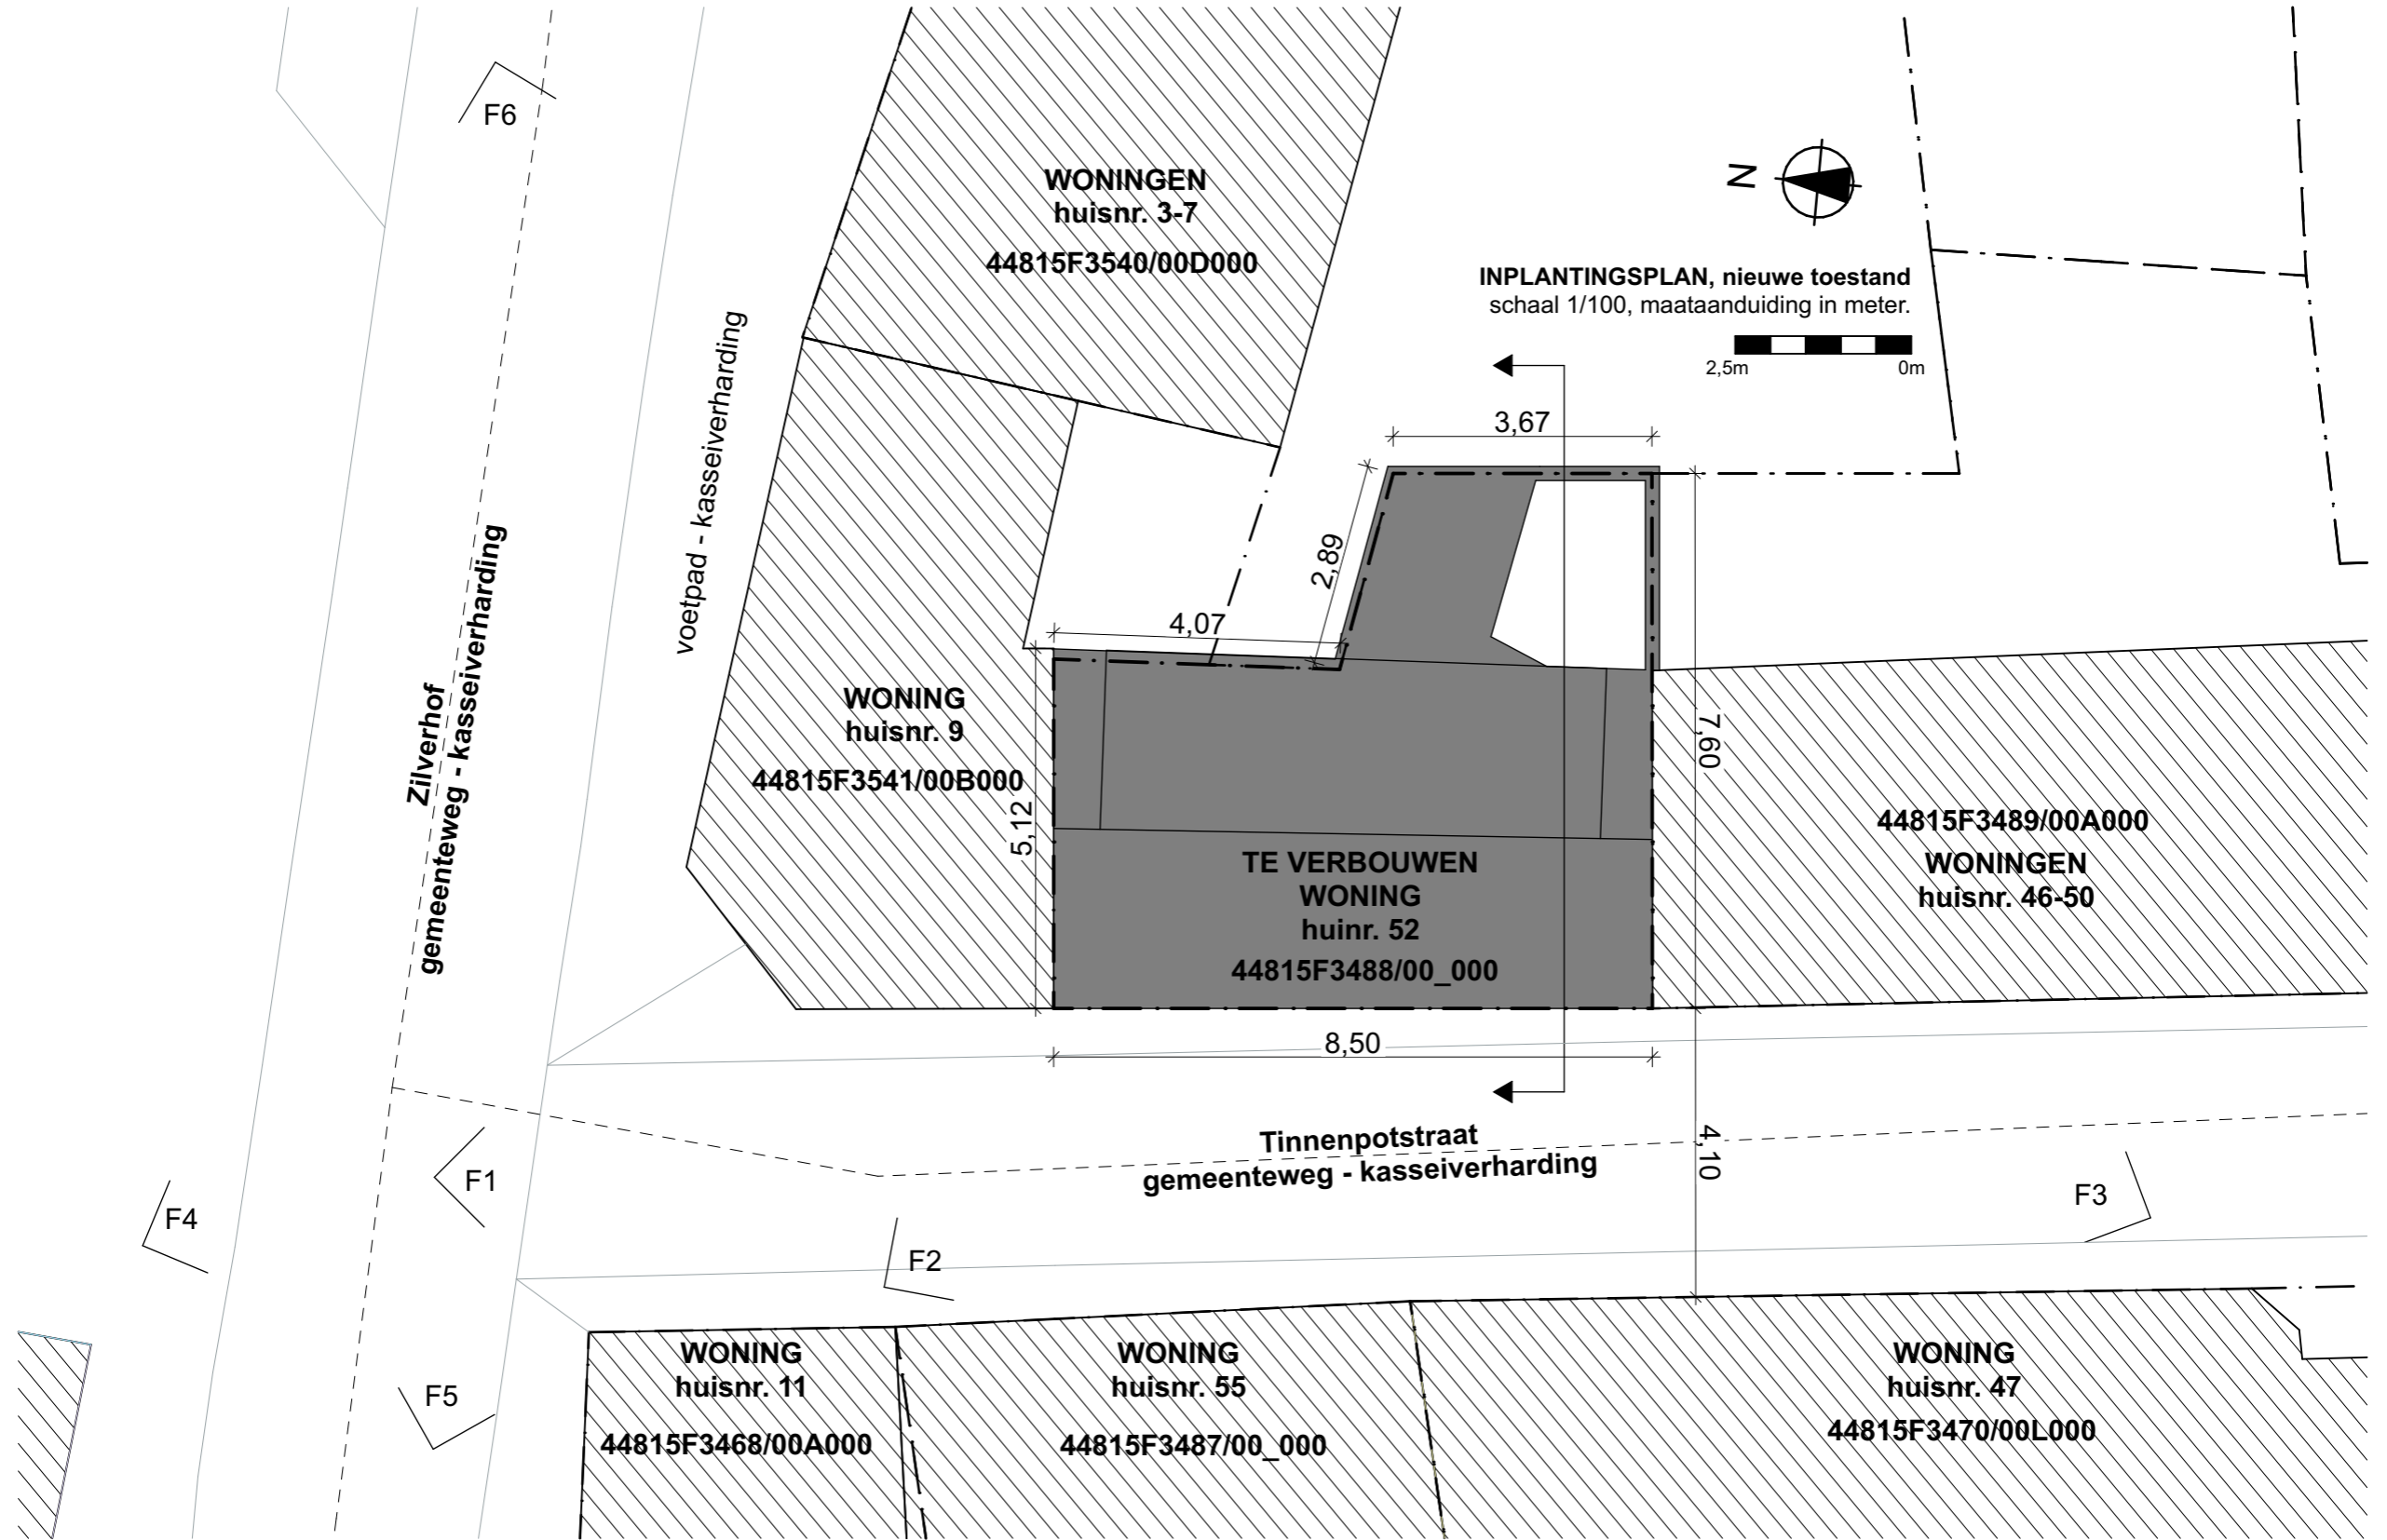 F6
WONINGEN
huisnr. 3-7
44815F3540/00D000
N
INPLANTINGSPLAN, nieuwe toestand
schaal 1/100, maataanduiding in meter.
2,5m
0m
voetpad - kasseiverharding
3,67
2,89
4,07
Zilverhof
gemeenteweg - kasseiverharding
WONING
huisnr. 9
44815F3541/00B000
5,12
7,60
TE VERBOUWEN
WONING
huinr. 52
44815F3488/00_000
44815F3489/00A000
WONINGEN
huisnr. 46-50
8,50
Tinnenpotstraat
gemeenteweg - kasseiverharding
4,10
F1
F4
F2
F3
F5
WONING
huisnr. 11
44815F3468/00A000
WONING
huisnr. 55
44815F3487/00_000
WONING
huisnr. 47
44815F3470/00L000